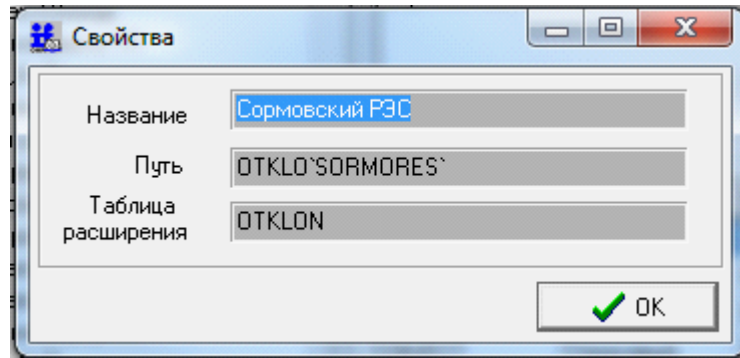 Свойства
Название Сормовский РЭС
Путь OTKLO`SORMORES`
Таблица
расширения OTKLON
OK